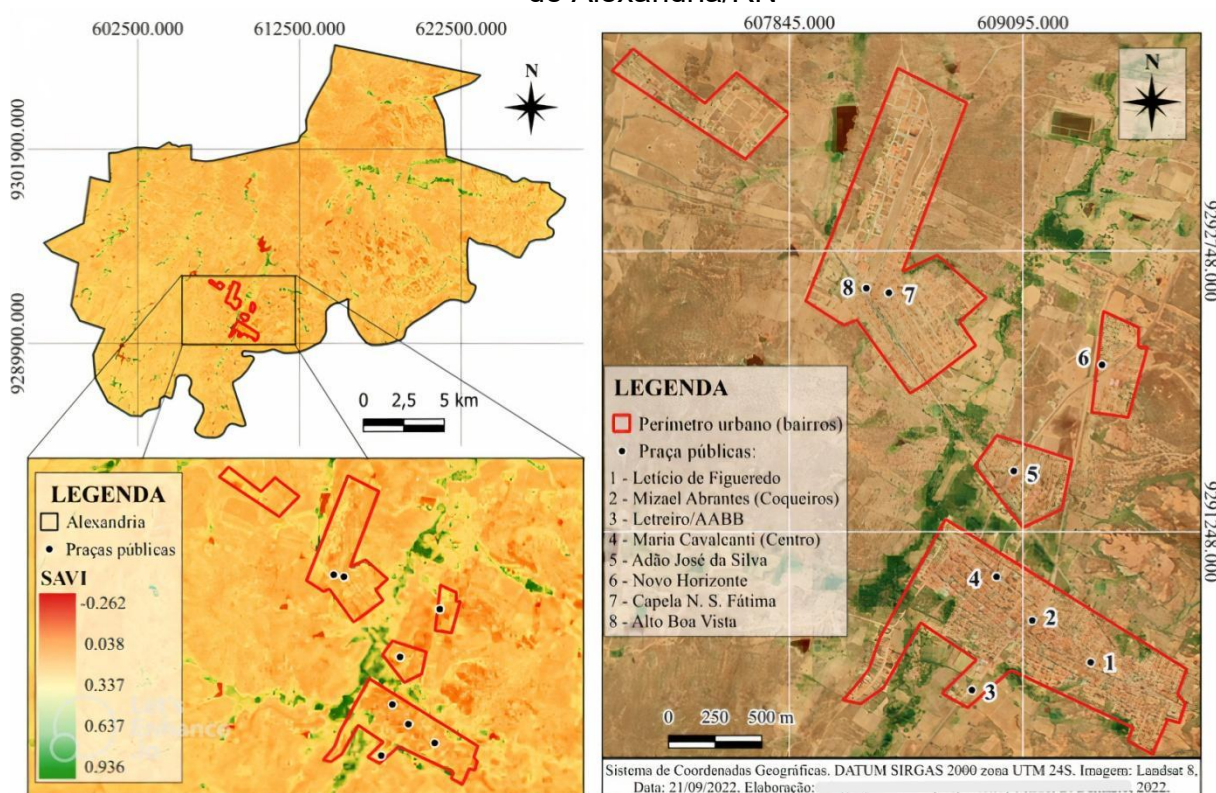 de Alexandria/RN
602500.000 612500.000 622500.000
N
9301900.000
9289900.000
0 2,5 5 km
LEGENDA
Alexandria
Praças públicas
SAVI
-0.262
0.038
0.337
0.637
0.936
607845.000 609095.000
N
9292748.000
9291248.000
8
7
6
5
4
2
1
3
LEGENDA
Perímetro urbano (bairros)
Praça públicas:
1 - Letício de Figueredo
2 - Mizael Abrantes (Coqueiros)
3 - Letreiro/AABB
4 - Maria Cavalcanti (Centro)
5 - Adão José da Silva
6 - Novo Horizonte
7 - Capela N. S. Fátima
8 - Alto Boa Vista
0 250 500 m
Sistema de Coordenadas Geográficas. DATUM SIRGAS 2000 zona UTM 24S. Imagem: Landsat 8,
Data: 21/09/2022. Elaboração: 2022.